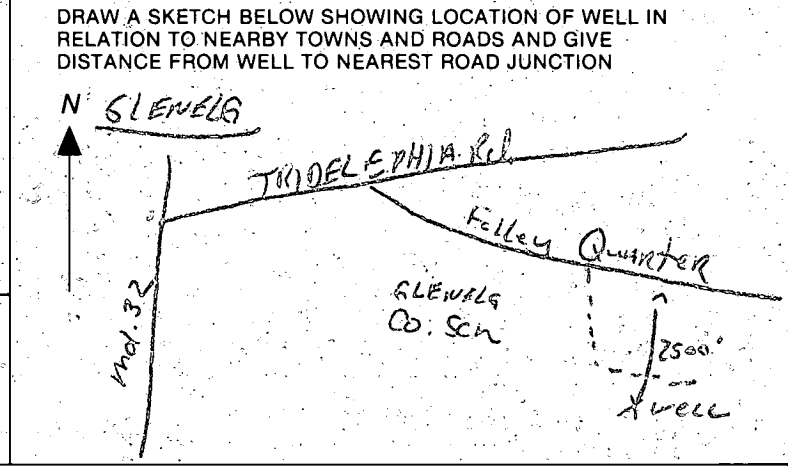 DRAW A SKETCH BELOW SHOWING LOCATION OF WELL IN
RELATION TO NEARBY TOWNS AND ROADS AND GIVE
DISTANCE FROM WELL TO NEAREST ROAD JUNCTION
N
GLENELG
TRIDELEPHIA Rd.
Folley Quarter
Md. 32
GLENELG
Co. Sch
2500'
X WELL